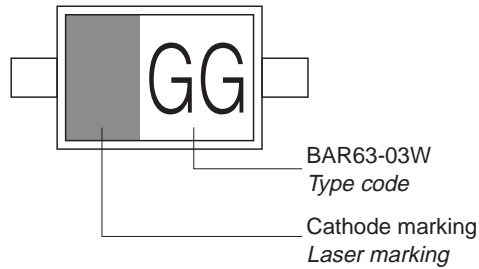 GG
BAR63-03W
Type code
Cathode marking
Laser marking